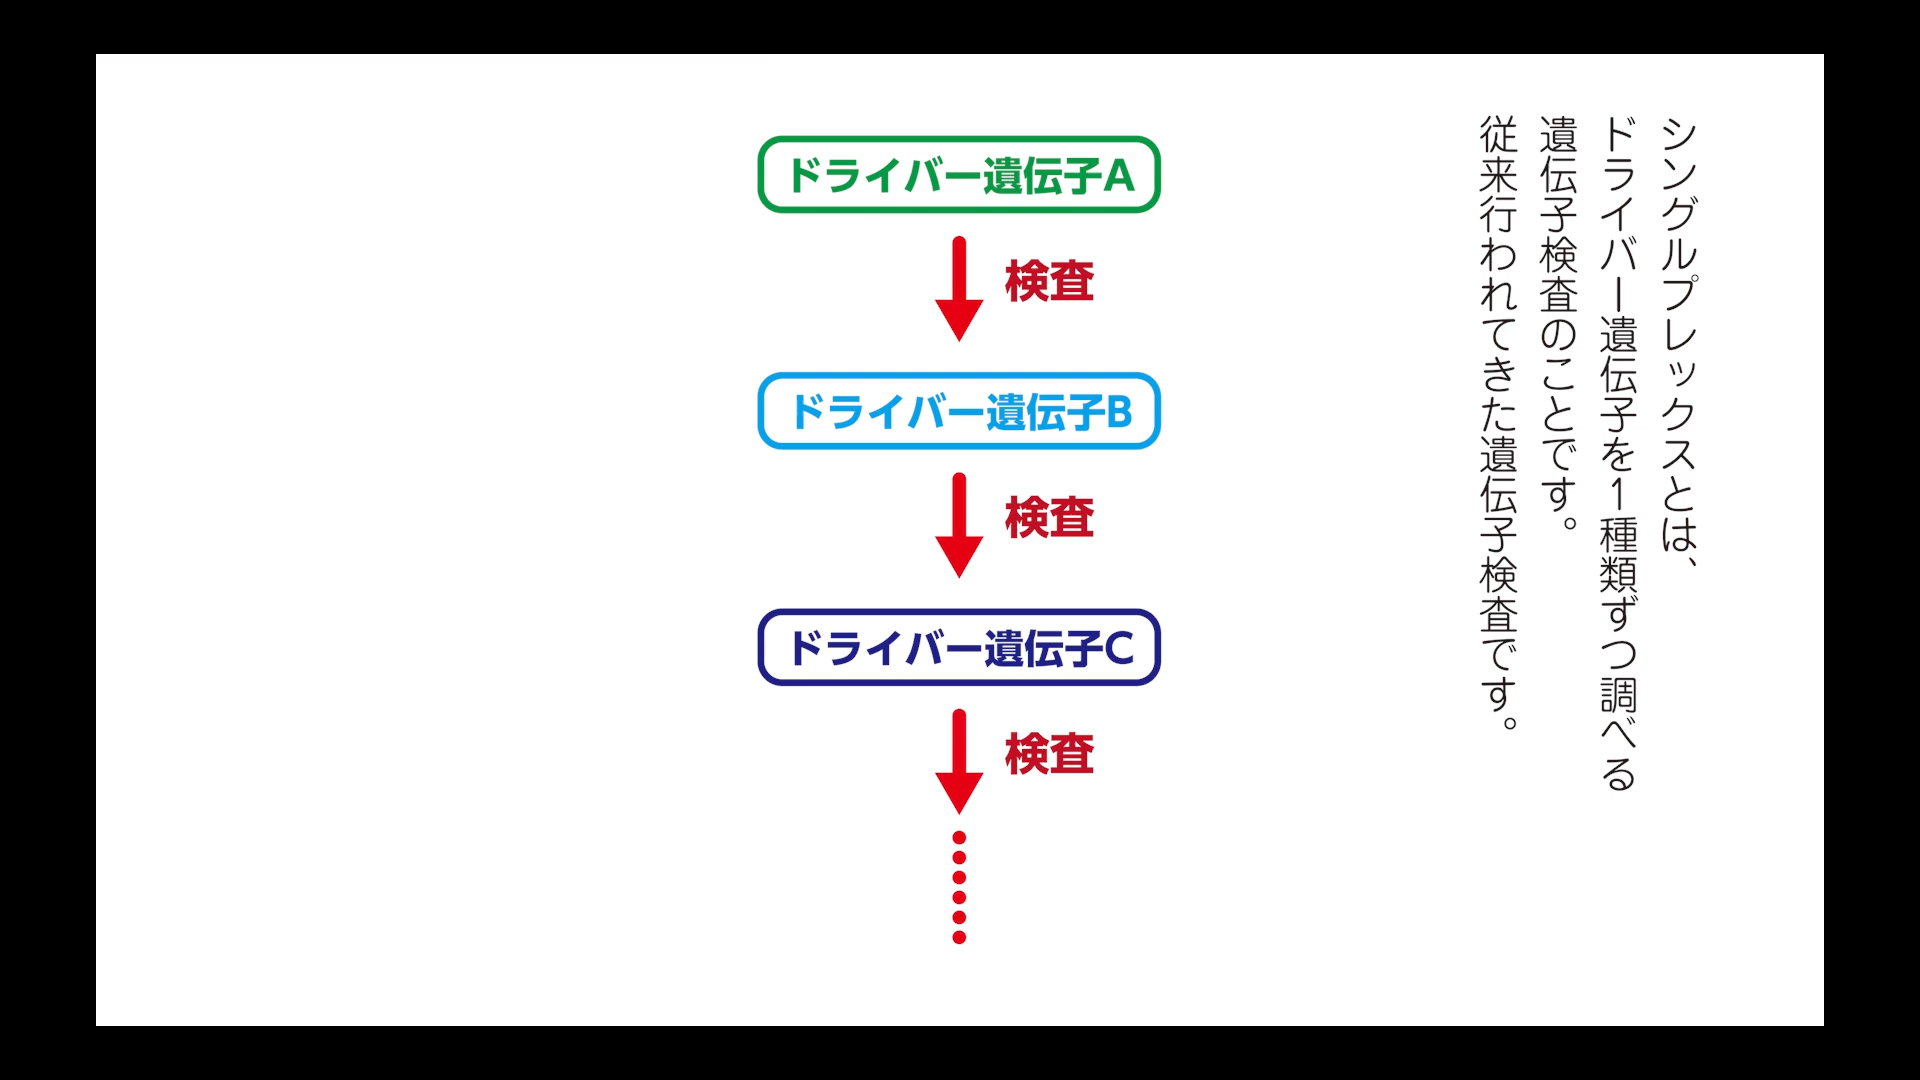 シングルプレックスとは、
ドライバー遺伝子を1種類ずつ調べる
遺伝子検査のことです。
従来行われてきた遺伝子検査です。
ドライバー遺伝子A
検査
ドライバー遺伝子B
検査
ドライバー遺伝子C
検査